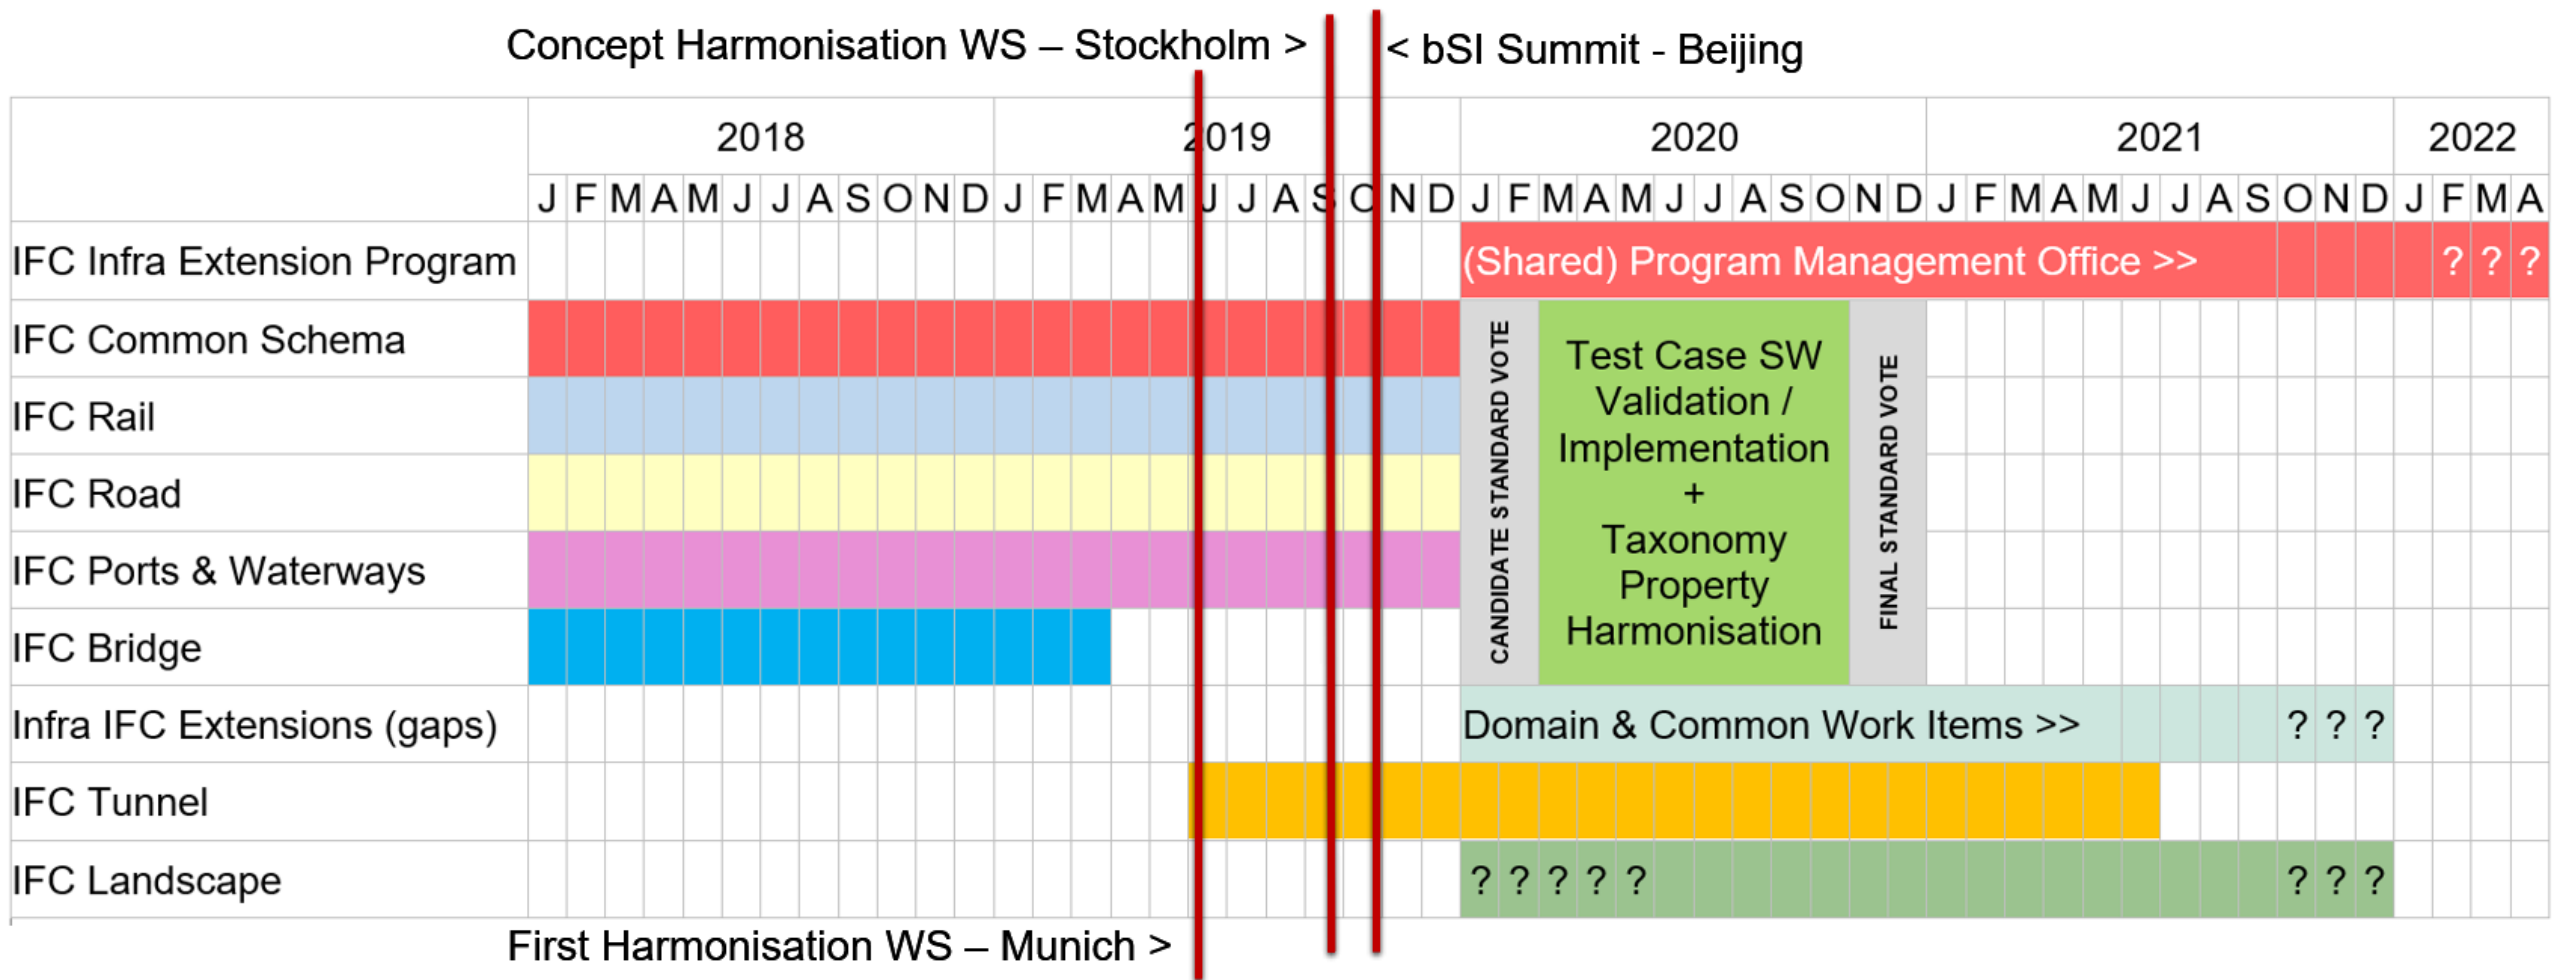 Concept Harmonisation WS – Stockholm >
< bSI Summit - Beijing
2018 2019 2020 2021 2022
J F M A M J J A S O N D J F M A M J J A S O N D J F M A M J J A S O N D J F M A M J J A S O N D J F M A
IFC Infra Extension Program
(Shared) Program Management Office >> ? ? ?
IFC Common Schema
IFC Rail
IFC Road
IFC Ports & Waterways
IFC Bridge
CANDIDATE STANDARD VOTE
Test Case SW
Validation /
Implementation
+
Taxonomy
Property
Harmonisation
FINAL STANDARD VOTE
Infra IFC Extensions (gaps)
Domain & Common Work Items >> ? ? ?
IFC Tunnel
IFC Landscape
? ? ? ? ? ? ? ?
First Harmonisation WS – Munich >